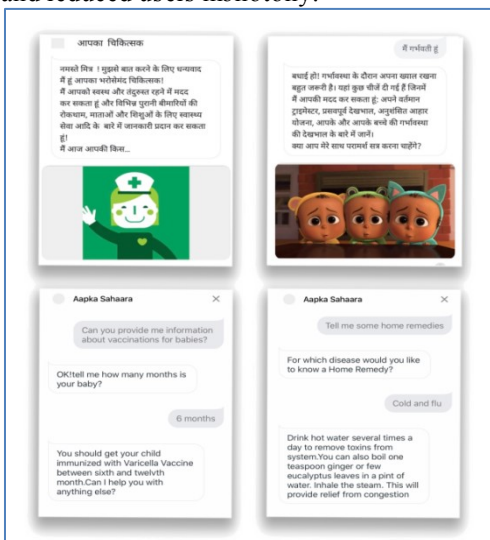 and reduced users monotony.
आपका चिकित्सक
नमस्ते मित्र ! मुझसे बात करने के लिए धन्यवाद
मैं हूं आपका भरोसेमंद चिकित्सक!
मैं आपको स्वस्थ और तंदुरुस्त रहने में मदद
कर सकता हूं और विभिन्न पुरानी बीमारियों की
रोकथाम, माताओं और शिशुओं के लिए स्वास्थ्य
सेवा आदि के बारे में जानकारी प्रदान कर सकता
हूं!
मैं आज आपकी किस...
मैं गर्भवती हूं
बधाई हो! गर्भावस्था के दौरान अपना ख्याल रखना
बहुत जरूरी है। यहां कुछ चीजें दी गई हैं जिनमें
मैं आपकी मदद कर सकता हूं: अपने वर्तमान
ट्राइमेस्टर, प्रसवपूर्व देखभाल, अनुशंसित आहार
योजना, आपके और आपके बच्चे की गर्भावस्था
की देखभाल के बारे में जानें।
क्या आप मेरे साथ परामर्श सत्र करना चाहेंगे?
Aapka Sahaara
Can you provide me information
about vaccinations for babies?
OK!tell me how many months is
your baby?
6 months
You should get your child
immunized with Varicella Vaccine
between sixth and twelvth
month.Can I help you with
anything else?
Aapka Sahaara
Tell me some home remedies
For which disease would you like
to know a Home Remedy?
Cold and flu
Drink hot water several times a
day to remove toxins from
system.You can also boil one
teaspoon ginger or few
eucalyptus leaves in a pint of
water. Inhale the steam. This will
provide relief from congestion